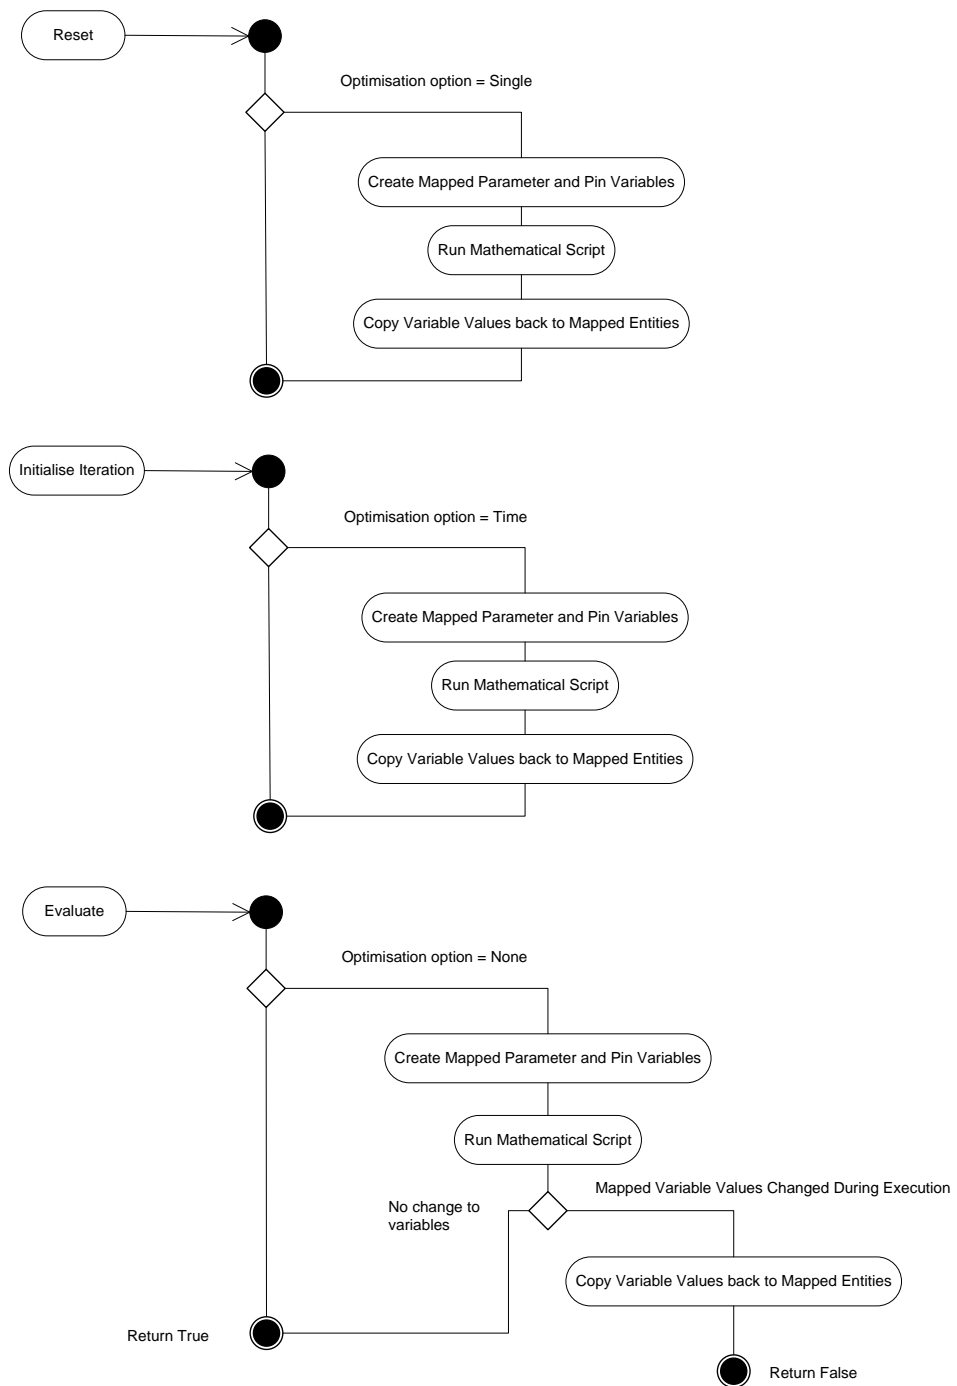 Reset
Optimisation option = Single
Create Mapped Parameter and Pin Variables
Run Mathematical Script
Copy Variable Values back to Mapped Entities
Initialise Iteration
Optimisation option = Time
Create Mapped Parameter and Pin Variables
Run Mathematical Script
Copy Variable Values back to Mapped Entities
Evaluate
Optimisation option = None
Create Mapped Parameter and Pin Variables
Run Mathematical Script
Mapped Variable Values Changed During Execution
No change to
variables
Copy Variable Values back to Mapped Entities
Return True
Return False